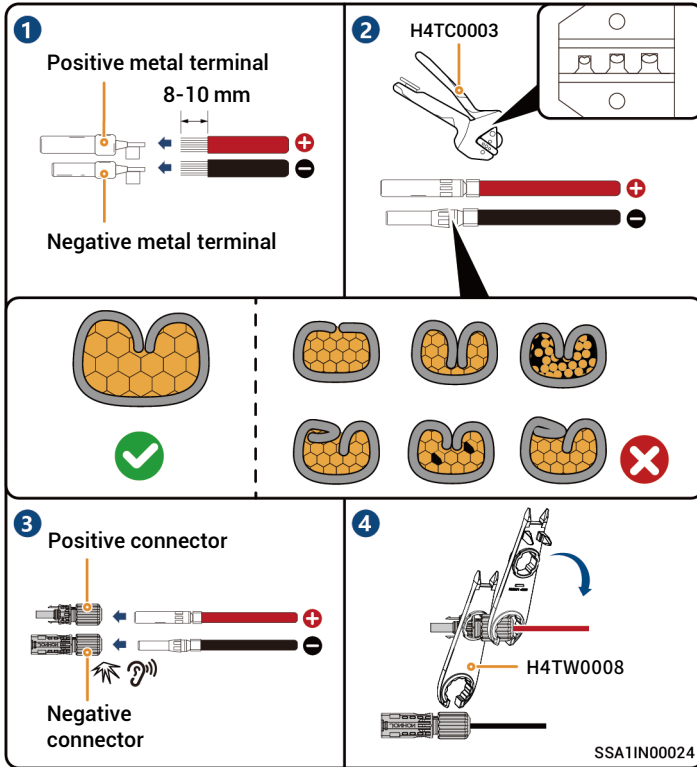 1
Positive metal terminal
8-10 mm
+
−
Negative metal terminal
2
H4TC0003
+
−
3
Positive connector
+
−
Negative
connector
4
H4TW0008
SSA1IN00024